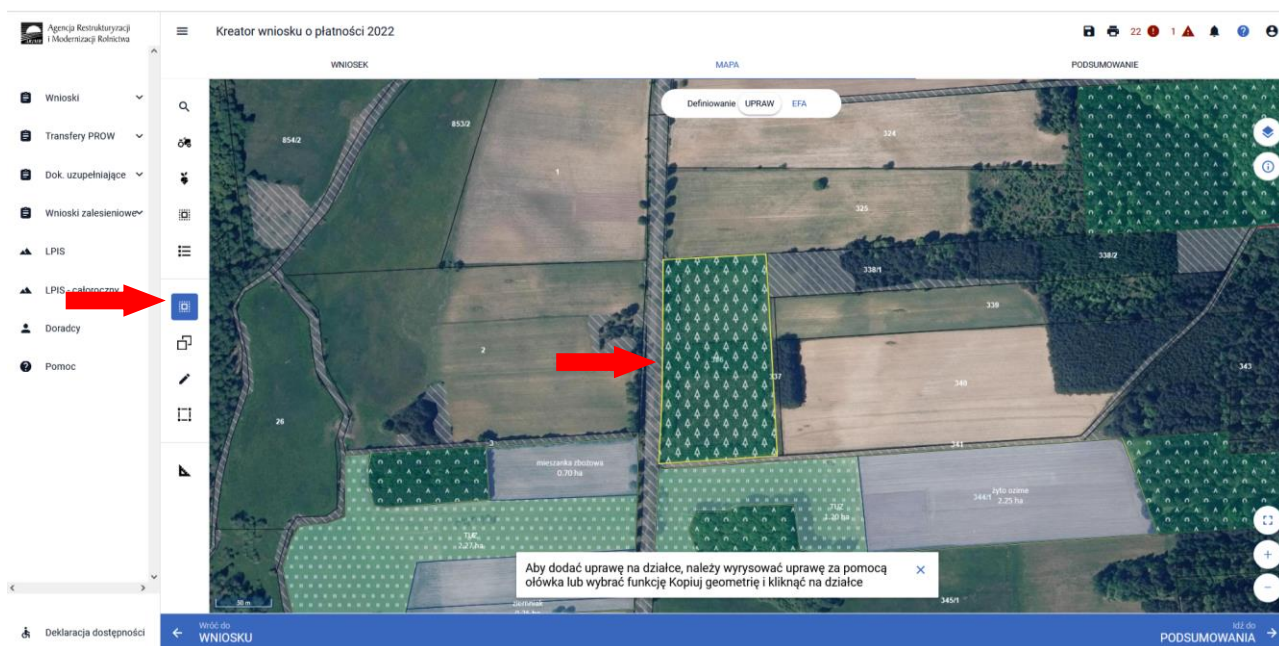 Agencja Restrukturyzacji
i Modernizacji Rolnictwa
Kreator wniosku o płatności 2022
22
1
WNIOSEK
MAPA
PODSUMOWANIE
Wnioski
Transfery PROW
Dok. uzupełniające
Wnioski zalesieniowe
LPIS
LPIS - całoroczny
Doradcy
Pomoc
Deklaracja dostępności
Definiowanie UPRAW EFA
854/2
853/2
324
1
325
338/1
338/2
339
2
337
340
343
26
3
341
mieszanka zbożowa
0.70 ha
344/1
żyto ozime
2.25 ha
TUZ
1.20 ha
TUZ
2.27 ha
Aby dodać uprawę na działce, należy wyrysować uprawę za pomocą
ołówka lub wybrać funkcję Kopiuj geometrię i kliknąć na działce
345/1
ziemniak
Wróć do
WNIOSKU
Idź do
PODSUMOWANIA